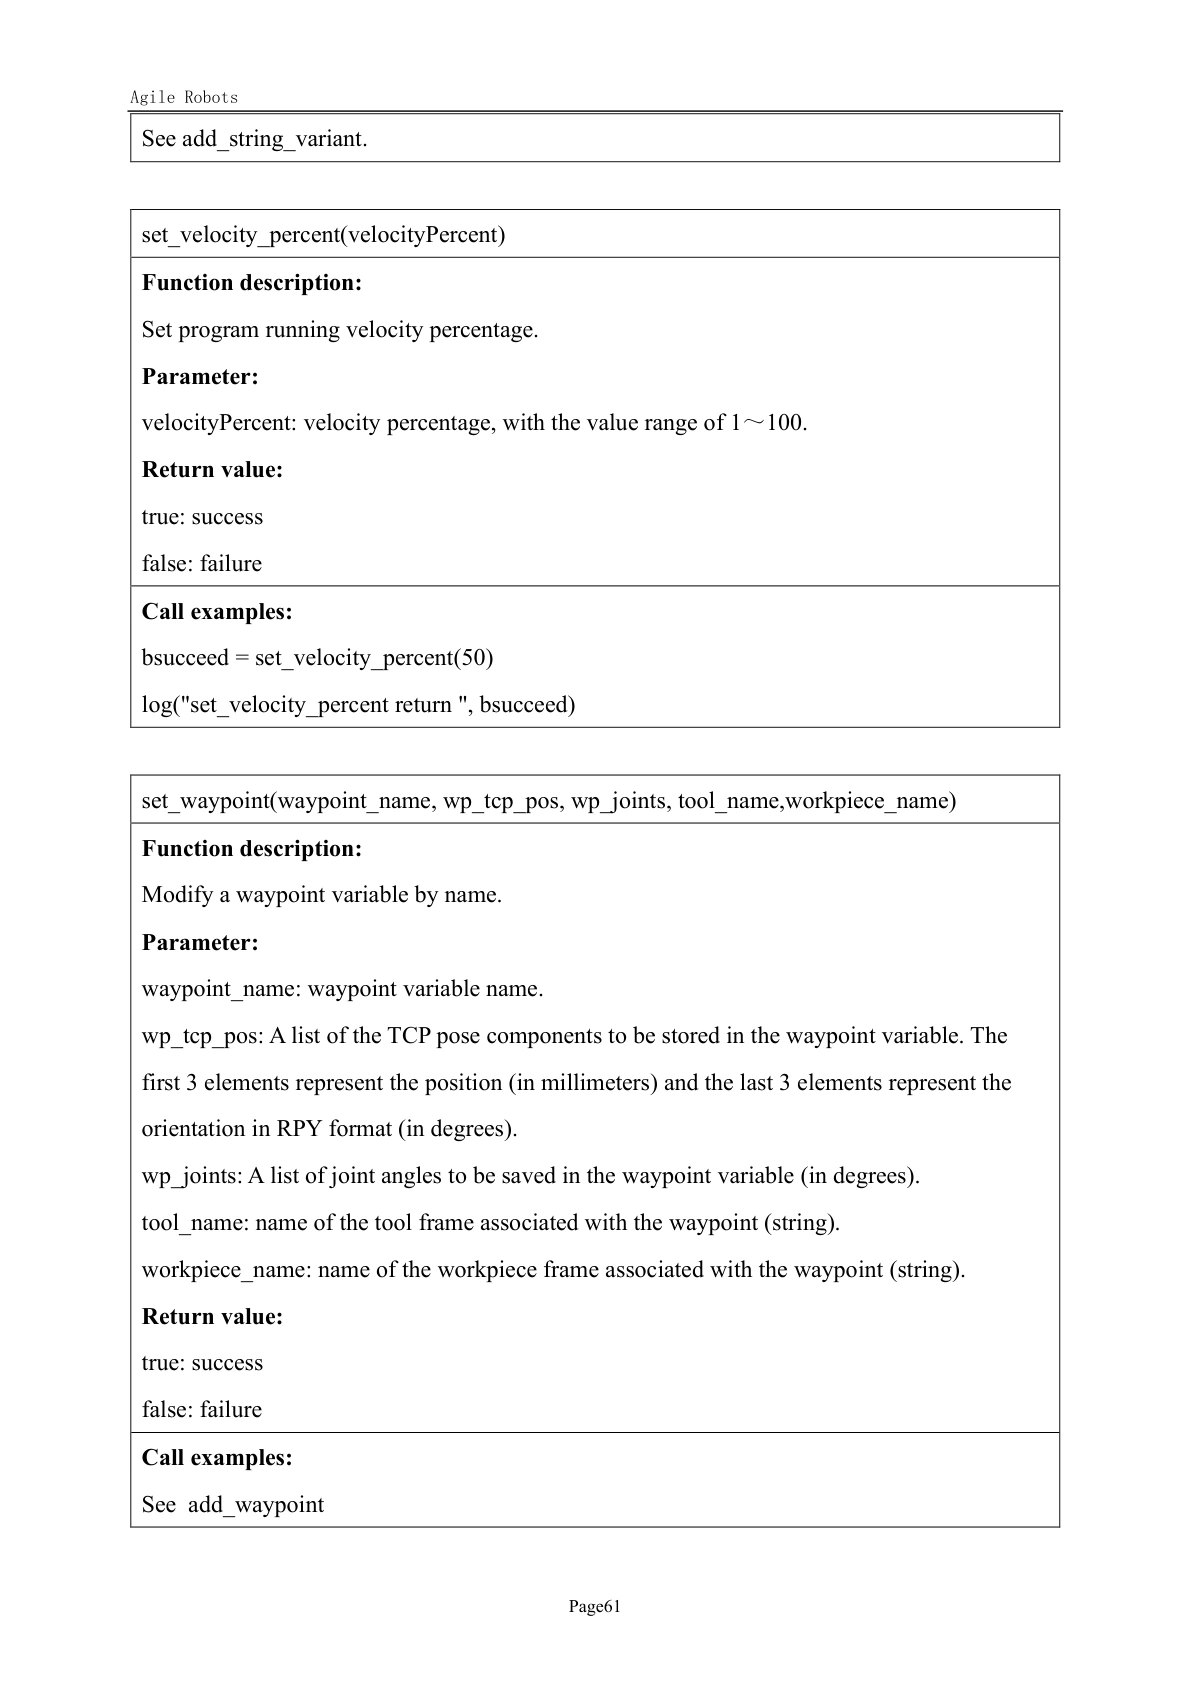 Agile Robots
See add_string_variant.
set_velocity_percent(velocityPercent)
Function description:
Set program running velocity percentage.
Parameter:
velocityPercent: velocity percentage, with the value range of 1～100.
Return value:
true: success
false: failure
Call examples:
bsucceed = set_velocity_percent(50)
log("set_velocity_percent return ", bsucceed)
set_waypoint(waypoint_name, wp_tcp_pos, wp_joints, tool_name,workpiece_name)
Function description:
Modify a waypoint variable by name.
Parameter:
waypoint_name: waypoint variable name.
wp_tcp_pos: A list of the TCP pose components to be stored in the waypoint variable. The
first 3 elements represent the position (in millimeters) and the last 3 elements represent the
orientation in RPY format (in degrees).
wp_joints: A list of joint angles to be saved in the waypoint variable (in degrees).
tool_name: name of the tool frame associated with the waypoint (string).
workpiece_name: name of the workpiece frame associated with the waypoint (string).
Return value:
true: success
false: failure
Call examples:
See  add_waypoint
Page61